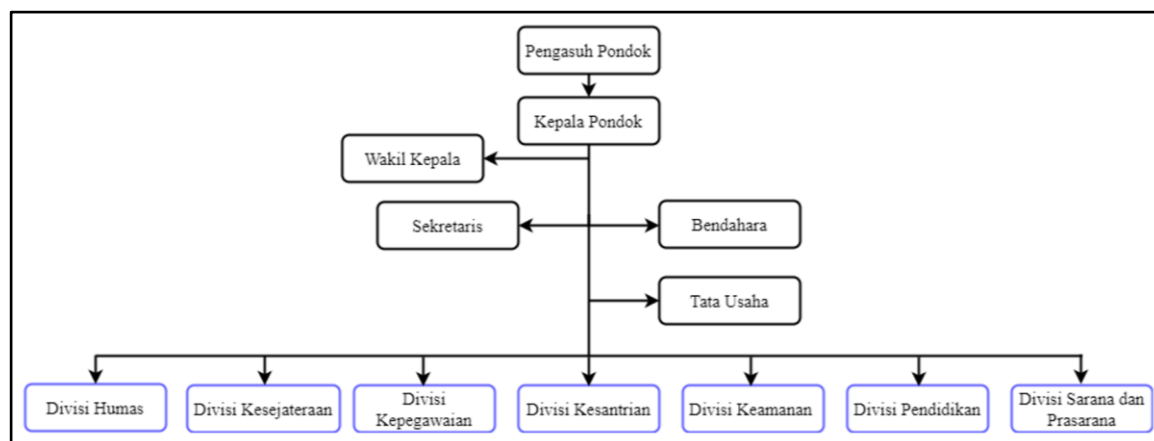 Pengasuh Pondok
Kepala Pondok
Wakil Kepala
Sekretaris
Bendahara
Tata Usaha
Divisi Humas
Divisi Kesejateraan
Divisi
Kepegawaian
Divisi Kesantrian
Divisi Keamanan
Divisi Pendidikan
Divisi Sarana dan
Prasarana